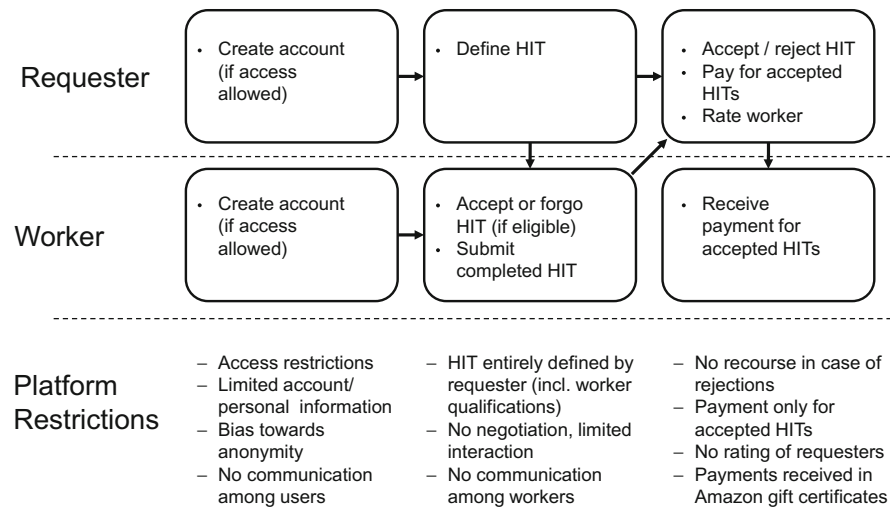 Requester
• Create account
(if access
allowed)
• Define HIT
• Accept / reject HIT
• Pay for accepted
HITs
• Rate worker
Worker
• Create account
(if access
allowed)
• Accept or forgo
HIT (if eligible)
• Submit
completed HIT
• Receive
payment for
accepted HITs
Platform
Restrictions
– Access restrictions
– Limited account/
personal information
– Bias towards
anonymity
– No communication
among users
– HIT entirely defined by
requester (incl. worker
qualifications)
– No negotiation, limited
interaction
– No communication
among workers
– No recourse in case of
rejections
– Payment only for
accepted HITs
– No rating of requesters
– Payments received in
Amazon gift certificates